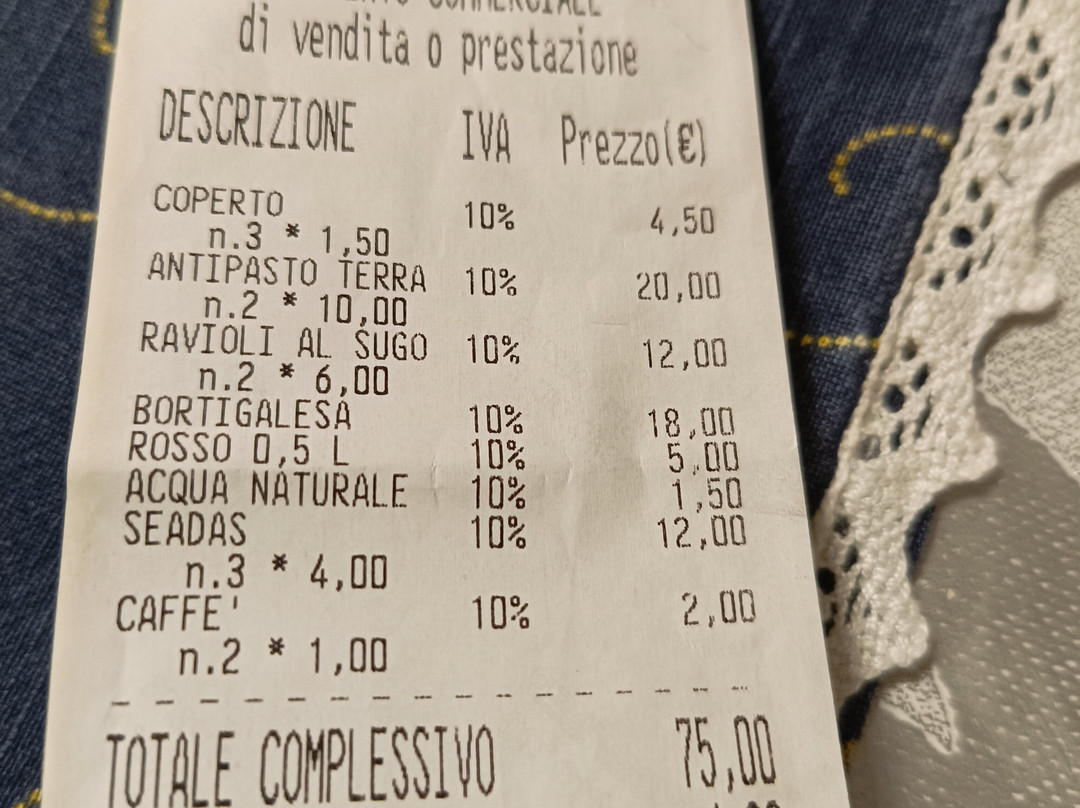 COMMERCIALE
di vendita o prestazione
DESCRIZIONE IVA Prezzo(€)
COPERTO 10% 4,50
n.3 * 1,50
ANTIPASTO TERRA 10% 20,00
n.2 * 10,00
RAVIOLI AL SUGO 10% 12,00
n.2 * 6,00
BORTIGALESA 10% 18,00
ROSSO 0,5 L 10% 5,00
ACQUA NATURALE 10% 1,50
SEADAS 10% 12,00
n.3 * 4,00
CAFFE' 10% 2,00
n.2 * 1,00
TOTALE COMPLESSIVO 75,00